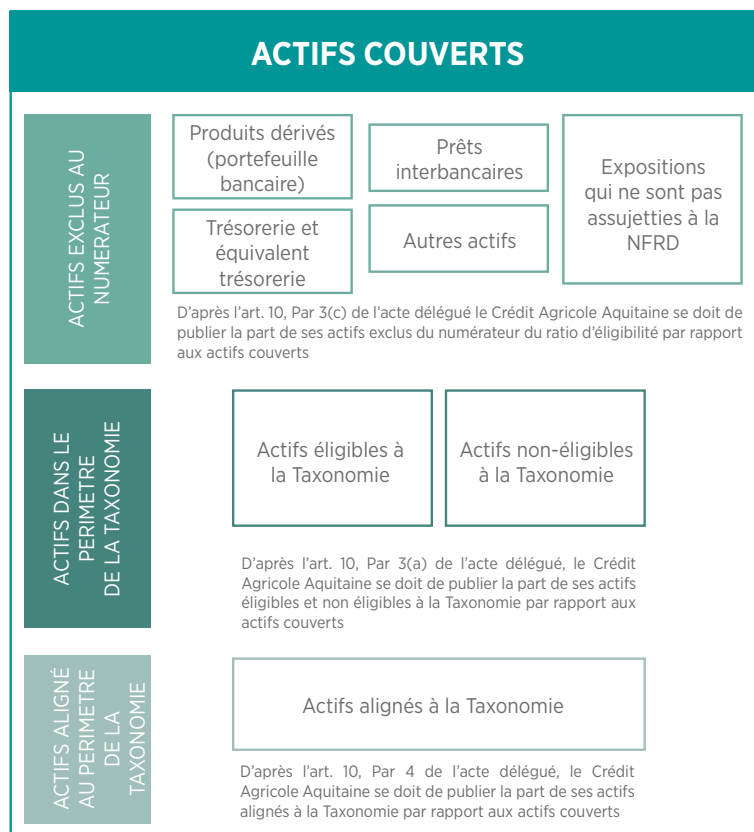 ACTIFS COUVERTS
ACTIFS EXCLUS AU
NUMERATEUR
Produits dérivés
(portefeuille
bancaire)
Prêts
interbancaires
Expositions
qui ne sont pas
assujetties à la
NFRD
Trésorerie et
équivalent
trésorerie
Autres actifs
D'après l'art. 10, Par 3(c) de l'acte délégué le Crédit Agricole Aquitaine se doit de
publier la part de ses actifs exclus du numérateur du ratio d'éligibilité par rapport
aux actifs couverts
ACTIFS DANS LE
PERIMETRE
DE LA TAXONOMIE
Actifs éligibles à
la Taxonomie
Actifs non-éligibles
à la Taxonomie
D'après l'art. 10, Par 3(a) de l'acte délégué, le Crédit
Agricole Aquitaine se doit de publier la part de ses actifs
éligibles et non éligibles à la Taxonomie par rapport aux
actifs couverts
ACTIFS ALIGNÉ
AU PERIMETRE
DE LA
TAXONOMIE
Actifs alignés à la Taxonomie
D'après l'art. 10, Par 4 de l'acte délégué, le Crédit
Agricole Aquitaine se doit de publier la part de ses actifs
alignés à la Taxonomie par rapport aux actifs couverts